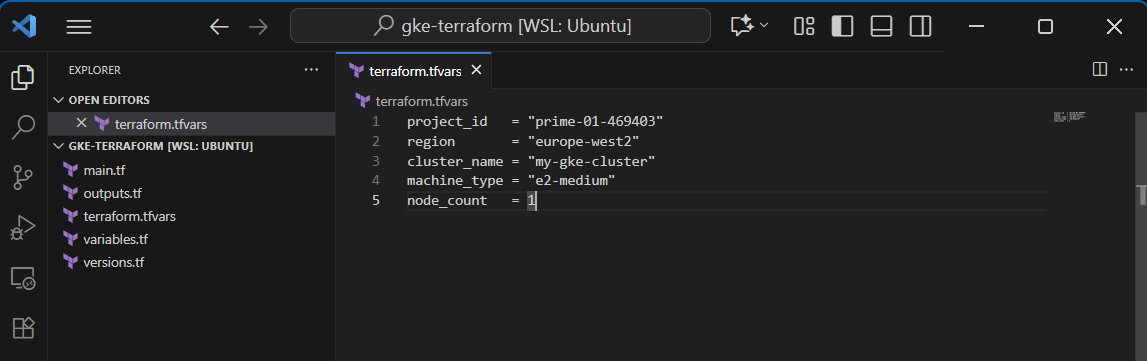 gke-terraform [WSL: Ubuntu]
EXPLORER
OPEN EDITORS
terraform.tfvars
GKE-TERRAFORM [WSL: UBUNTU]
main.tf
outputs.tf
terraform.tfvars
variables.tf
versions.tf
terraform.tfvars
terraform.tfvars
1 project_id = "prime-01-469403"
2 region = "europe-west2"
3 cluster_name = "my-gke-cluster"
4 machine_type = "e2-medium"
5 node_count = 1